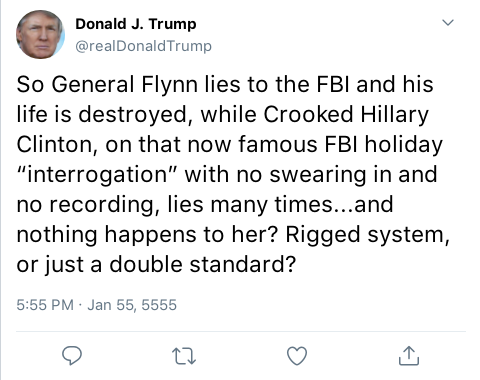 Donald J. Trump
@realDonaldTrump
So General Flynn lies to the FBI and his
life is destroyed, while Crooked Hillary
Clinton, on that now famous FBI holiday
“interrogation” with no swearing in and
no recording, lies many times...and
nothing happens to her? Rigged system,
or just a double standard?
5:55 PM · Jan 55, 5555